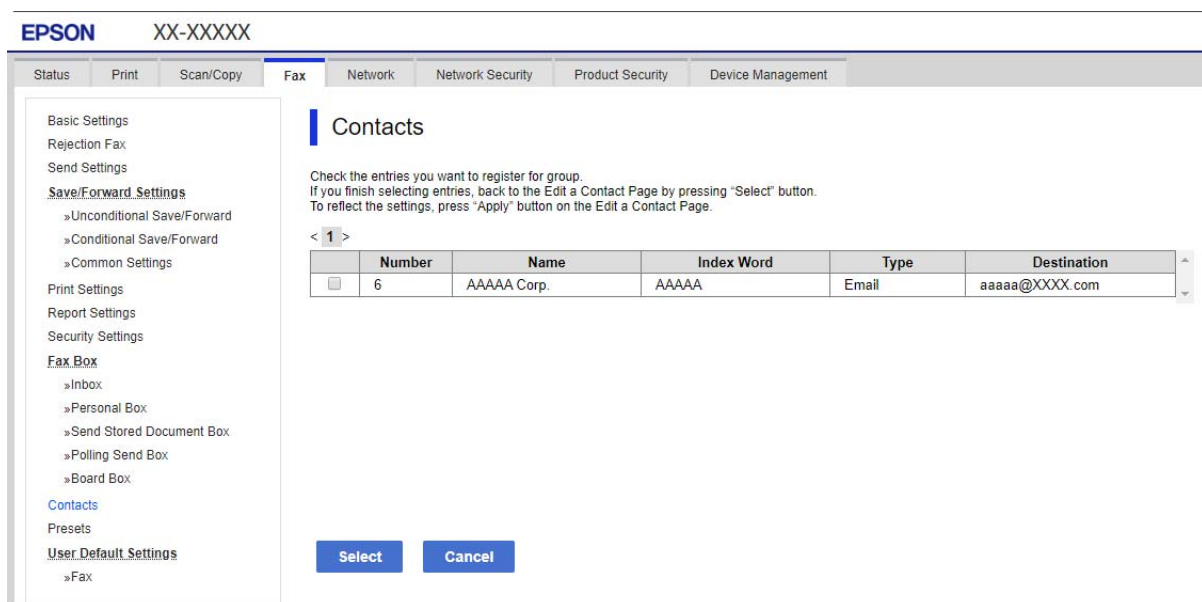 EPSON XX-XXXXX
Status Print Scan/Copy Fax Network Network Security Product Security Device Management
Basic Settings
Rejection Fax
Send Settings
Save/Forward Settings
»Unconditional Save/Forward
»Conditional Save/Forward
»Common Settings
Print Settings
Report Settings
Security Settings
Fax Box
»Inbox
»Personal Box
»Send Stored Document Box
»Polling Send Box
»Board Box
Contacts
Presets
User Default Settings
»Fax
Contacts
Check the entries you want to register for group.
If you finish selecting entries, back to the Edit a Contact Page by pressing “Select” button.
To reflect the settings, press “Apply” button on the Edit a Contact Page.
< 1 >
Number Name Index Word Type Destination
6 AAAAA Corp. AAAAA Email aaaaa@XXXX.com
Select Cancel